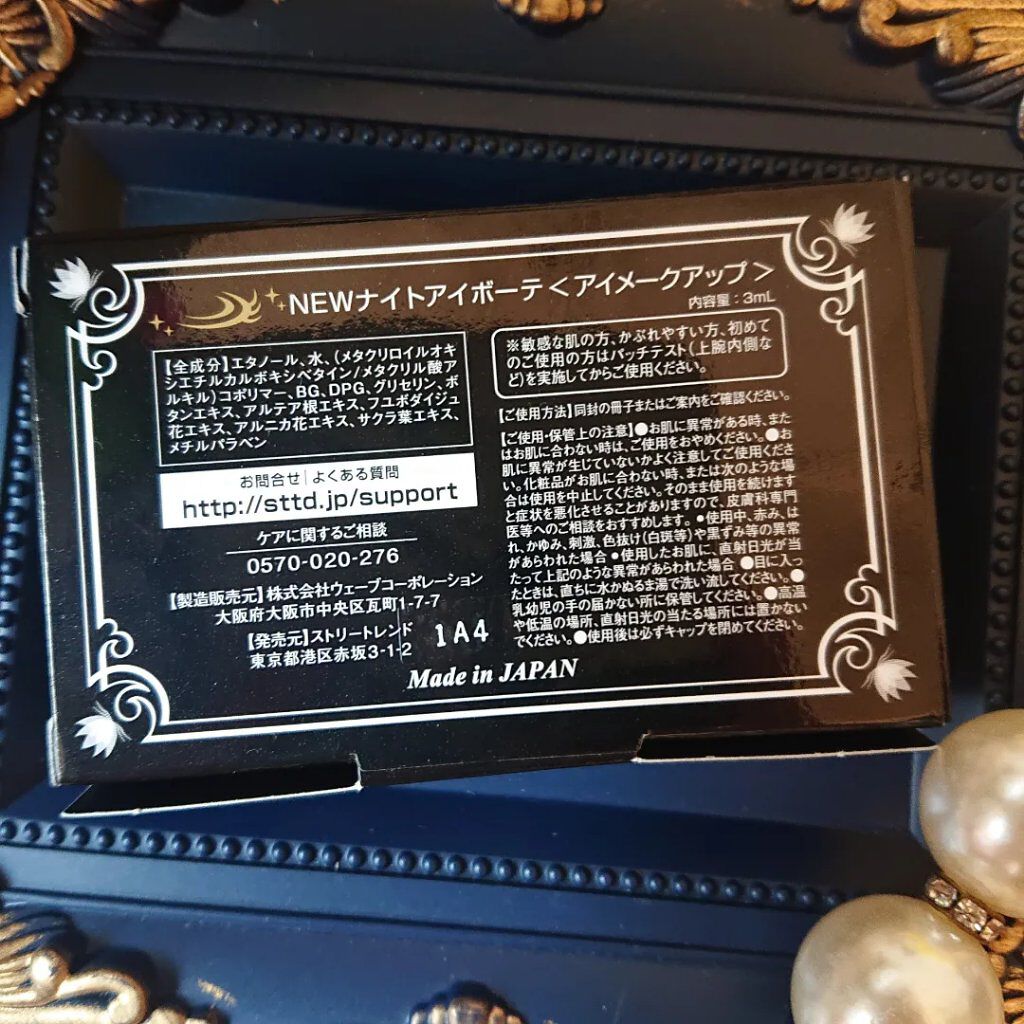 NEWナイトアイボーテ＜アイメークアップ＞
内容量：3mL
【全成分】エタノール、水、（メタクリロイルオキ
シエチルカルボキシベタイン/メタクリル酸ア
ルキル）コポリマー、BG、DPG、グリセリン、ボ
タンエキス、アルテア根エキス、フユボダイジュ
花エキス、アルニカ花エキス、サクラ葉エキス、
メチルパラベン
お問合せ｜よくある質問
http://sttd.jp/support
ケアに関するご相談
0570-020-276
【製造販売元】株式会社ウェーブコーポレーション
大阪府大阪市中央区瓦町1-7-7
【発売元】ストリートレンド
東京都港区赤坂3-1-2
1A4
※敏感な肌の方、かぶれやすい方、初めて
のご使用の方はパッチテスト（上腕内側な
ど）を実施してからご使用ください。
【ご使用方法】同封の冊子またはご案内をご確認ください。
【ご使用・保管上の注意】●お肌に異常がある時、また
はお肌に合わない時は、ご使用をおやめください。●お
肌に異常が生じていないかよく注意してご使用くださ
い。化粧品がお肌に合わない時、または次のような場
合は使用を中止してください。そのまま使用を続けます
と症状を悪化させることがありますので、皮膚科専門
医等へのご相談をおすすめします。●使用中、赤み、は
れ、かゆみ、刺激、色抜け（白斑等）や黒ずみ等の異常
があらわれた場合●使用したお肌に、直射日光が当
たって上記のような異常があらわれた場合 ●目に入っ
たときは、直ちに水かぬるま湯で洗い流してください。●
乳幼児の手の届かない所に保管してください。●高温
や低温の場所、直射日光の当たる場所には置かない
でください。●使用後は必ずキャップを閉めてください。
Made in JAPAN